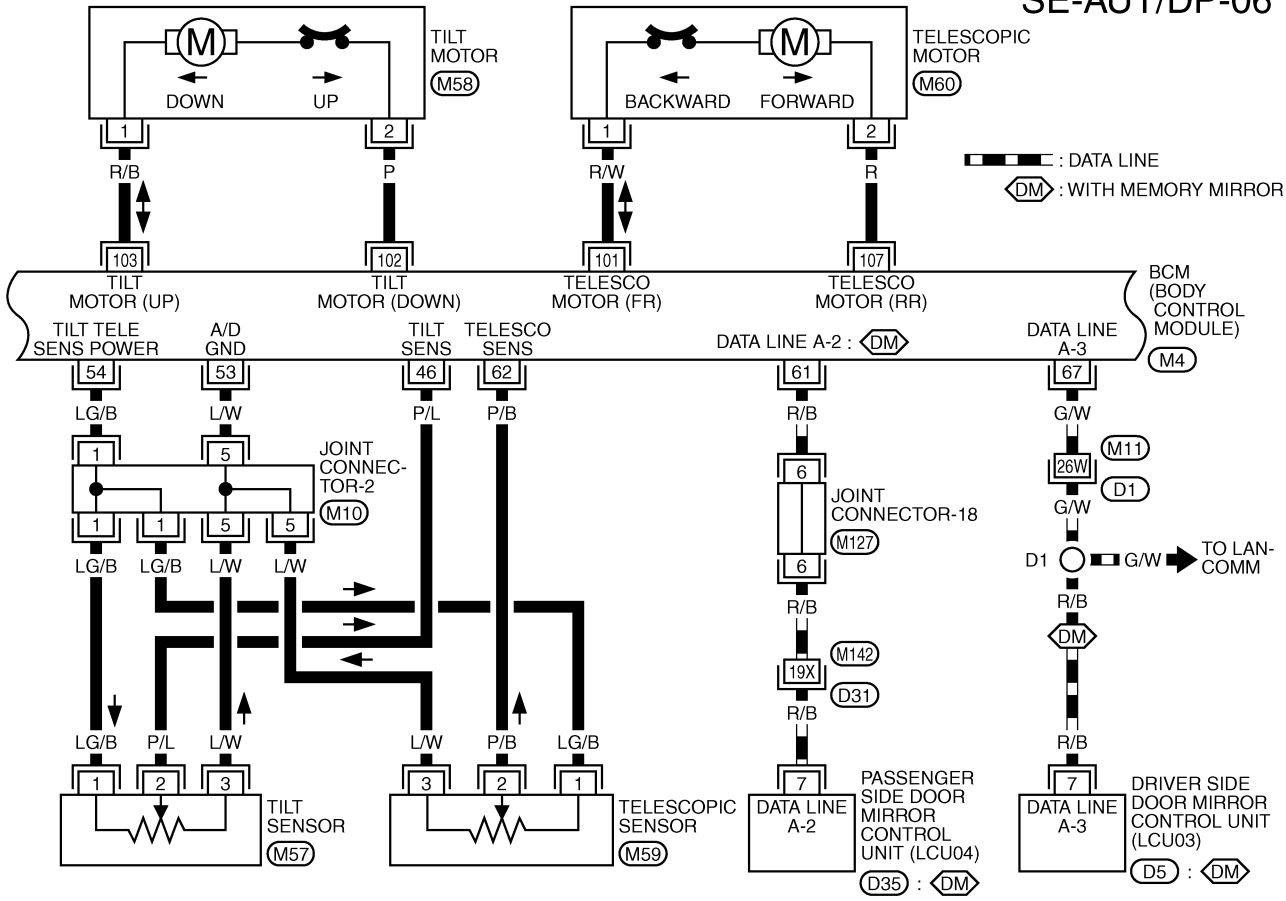 SE-AUT/DP-06
M
TILT
MOTOR
M58
DOWN
UP
1
2
R/B
P
M
TELESCOPIC
MOTOR
M60
BACKWARD
FORWARD
1
2
R/W
R
: DATA LINE
DM : WITH MEMORY MIRROR
103
102
101
107
TILT
MOTOR (UP)
TILT
MOTOR (DOWN)
TELESCO
MOTOR (FR)
TELESCO
MOTOR (RR)
BCM
(BODY
CONTROL
MODULE)
M4
TILT TELE
SENS POWER
A/D
GND
TILT
SENS
TELESCO
SENS
DATA LINE A-2 : DM
DATA LINE
A-3
54
53
46
62
61
67
LG/B
L/W
P/L
P/B
R/B
G/W
1
5
JOINT
CONNEC-
TOR-2
M10
1
1
5
5
LG/B
LG/B
L/W
L/W
6
JOINT
CONNECTOR-18
M127
6
R/B
M142
19X
D31
R/B
M11
26W
D1
G/W
D1
G/W
TO LAN-
COMM
R/B
DM
R/B
LG/B
P/L
L/W
L/W
P/B
LG/B
1
2
3
TILT
SENSOR
M57
3
2
1
TELESCOPIC
SENSOR
M59
7
DATA LINE
A-2
PASSENGER
SIDE DOOR
MIRROR
CONTROL
UNIT (LCU04)
D35 : DM
7
DATA LINE
A-3
DRIVER SIDE
DOOR MIRROR
CONTROL UNIT
(LCU03)
D5 : DM